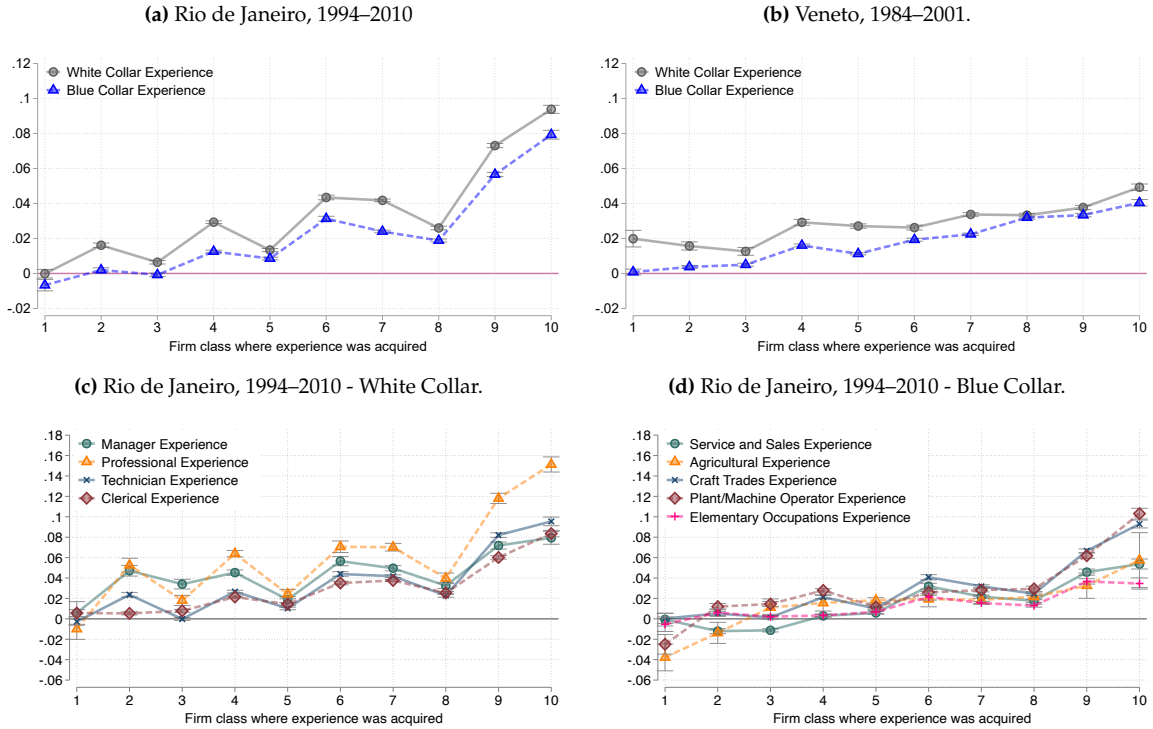 (a) Rio de Janeiro, 1994–2010
.12
.1
.08
.06
.04
.02
0
-.02
White Collar Experience
Blue Collar Experience
1 2 3 4 5 6 7 8 9 10
Firm class where experience was acquired
(b) Veneto, 1984–2001.
.12
.1
.08
.06
.04
.02
0
-.02
White Collar Experience
Blue Collar Experience
1 2 3 4 5 6 7 8 9 10
Firm class where experience was acquired
(c) Rio de Janeiro, 1994–2010 - White Collar.
.18
.16
.14
.12
.1
.08
.06
.04
.02
0
-.02
-.04
-.06
Manager Experience
Professional Experience
Technician Experience
Clerical Experience
1 2 3 4 5 6 7 8 9 10
Firm class where experience was acquired
(d) Rio de Janeiro, 1994–2010 - Blue Collar.
.18
.16
.14
.12
.1
.08
.06
.04
.02
0
-.02
-.04
-.06
Service and Sales Experience
Agricultural Experience
Craft Trades Experience
Plant/Machine Operator Experience
Elementary Occupations Experience
1 2 3 4 5 6 7 8 9 10
Firm class where experience was acquired